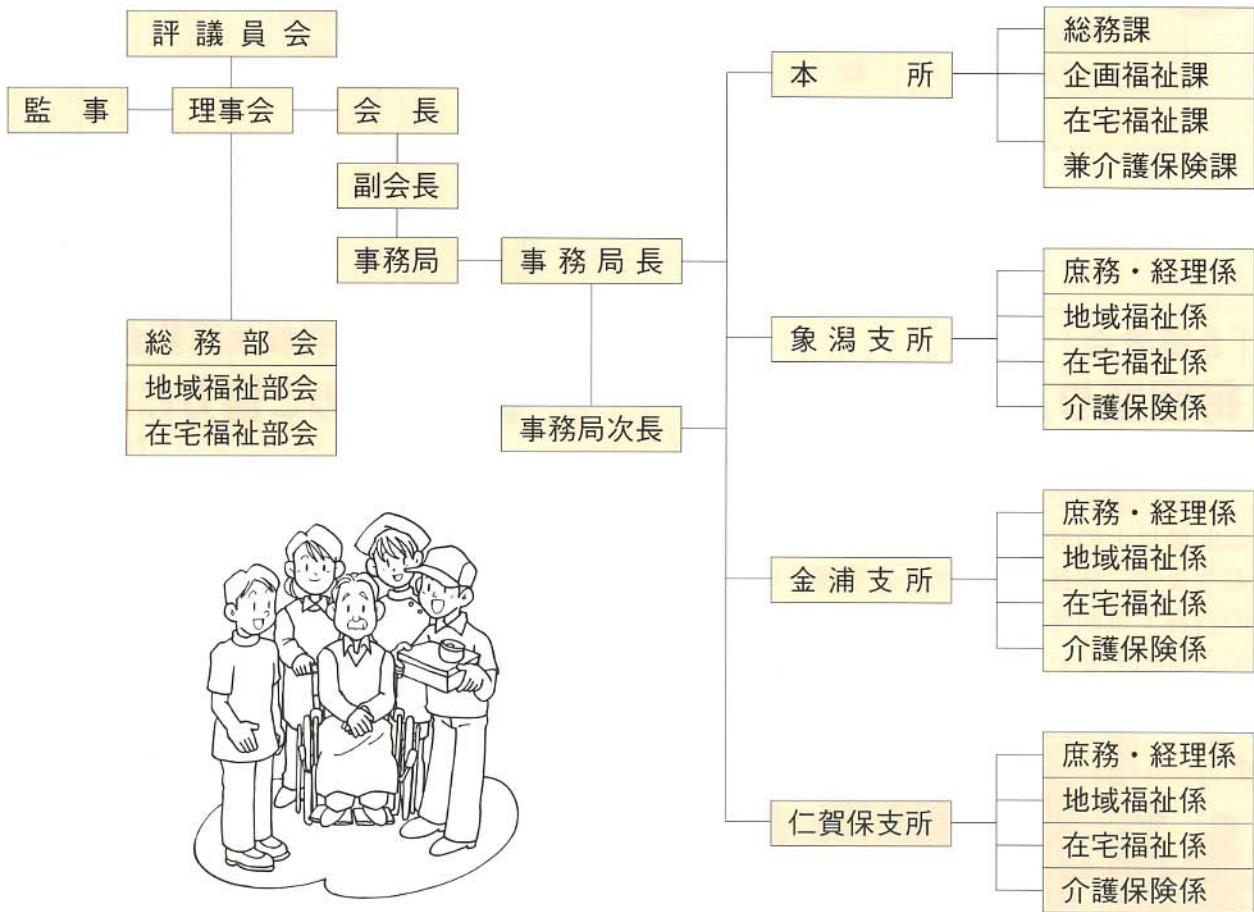 評議員会
監事
理事会
会長
副会長
事務局
事務局長
事務局次長
総務部会
地域福祉部会
在宅福祉部会
本所
総務課
企画福祉課
在宅福祉課
兼介護保険課
象潟支所
庶務・経理係
地域福祉係
在宅福祉係
介護保険係
金浦支所
庶務・経理係
地域福祉係
在宅福祉係
介護保険係
仁賀保支所
庶務・経理係
地域福祉係
在宅福祉係
介護保険係